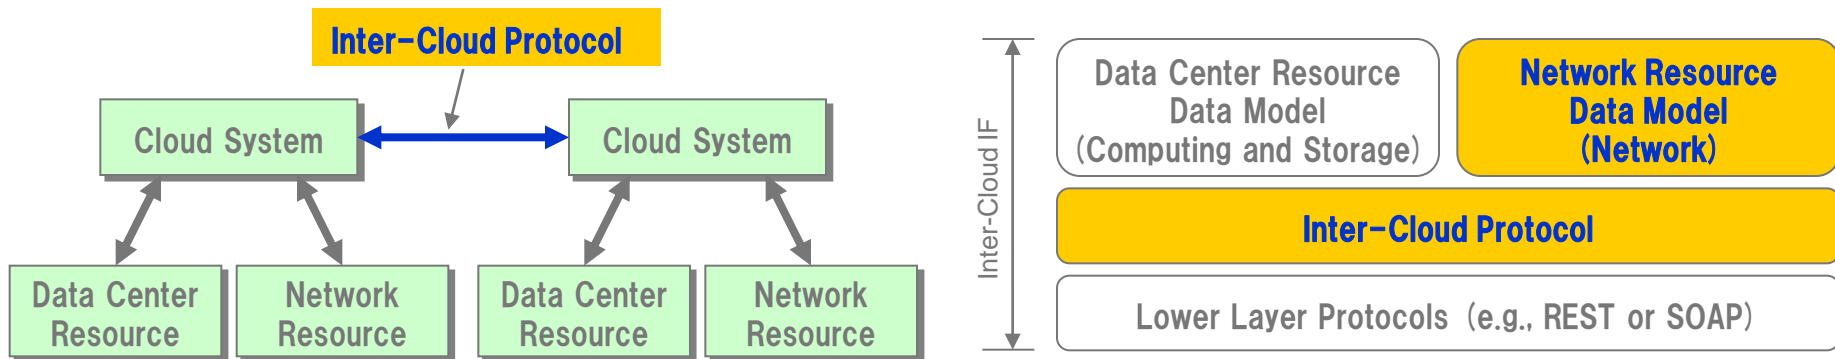 Inter-Cloud Protocol
Cloud System
Cloud System
Data Center
Resource
Network
Resource
Data Center
Resource
Network
Resource
Inter-Cloud IF
Data Center Resource
Data Model
(Computing and Storage)
Network Resource
Data Model
(Network)
Inter-Cloud Protocol
Lower Layer Protocols (e.g., REST or SOAP)